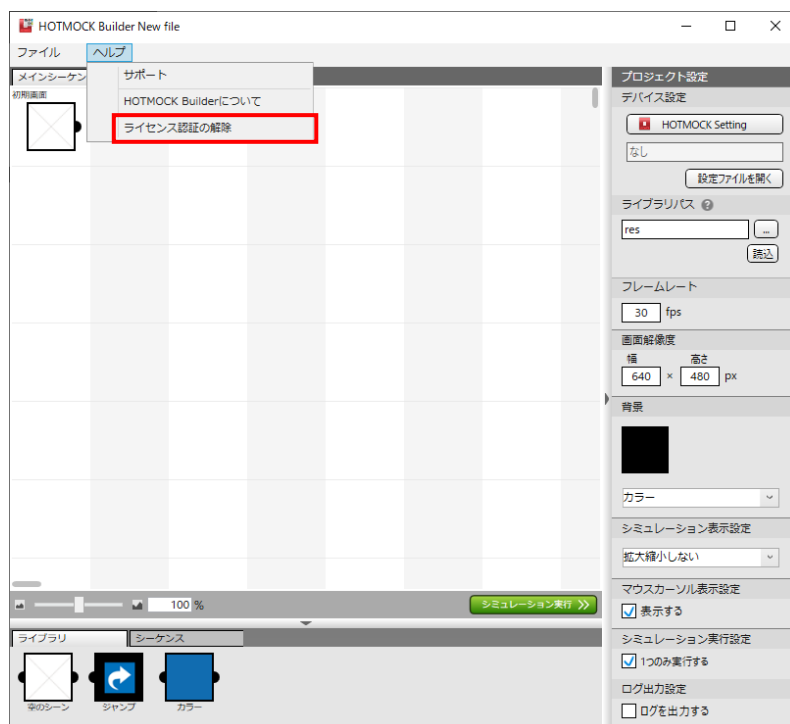 HOTMOCK Builder New file
ファイル ヘルプ
サポート
HOTMOCK Builderについて
ライセンス認証の解除
メインシーケン
初期画面
プロジェクト設定
デバイス設定
HOTMOCK Setting
なし
設定ファイルを開く
ライブラリパス ?
res
...
読込
フレームレート
30 fps
画面解像度
幅 高さ
640 × 480 px
背景
カラー
シミュレーション表示設定
拡大縮小しない
マウスカーソル表示設定
表示する
シミュレーション実行設定
1つのみ実行する
ログ出力設定
ログを出力する
100 %
シミュレーション実行
ライブラリ シーケンス
空のシーン ジャンプ カラー